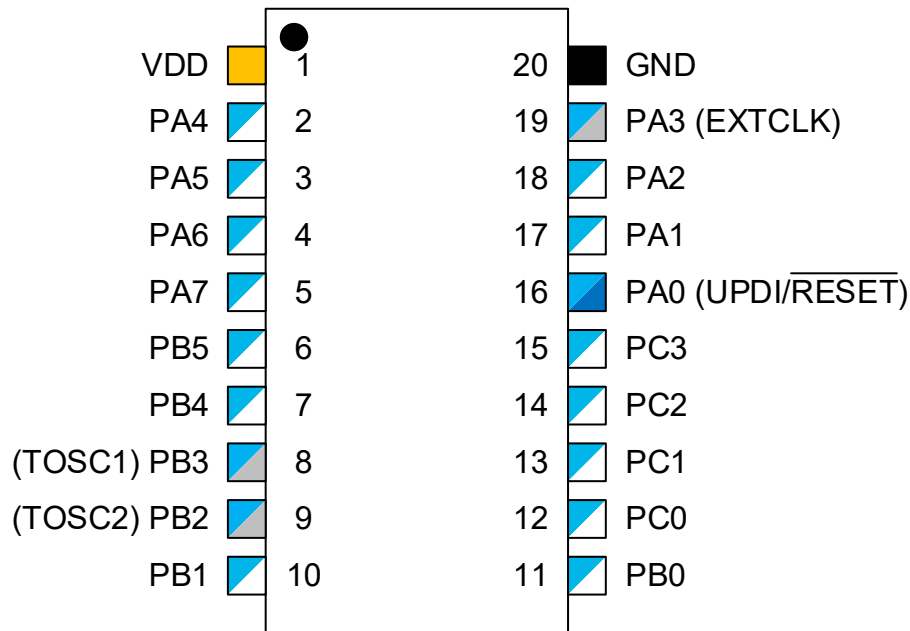 VDD 1 20 GND
PA4 2 19 PA3 (EXTCLK)
PA5 3 18 PA2
PA6 4 17 PA1
PA7 5 16 PA0 (UPDI/RESET)
PB5 6 15 PC3
PB4 7 14 PC2
(TOSC1) PB3 8 13 PC1
(TOSC2) PB2 9 12 PC0
PB1 10 11 PB0